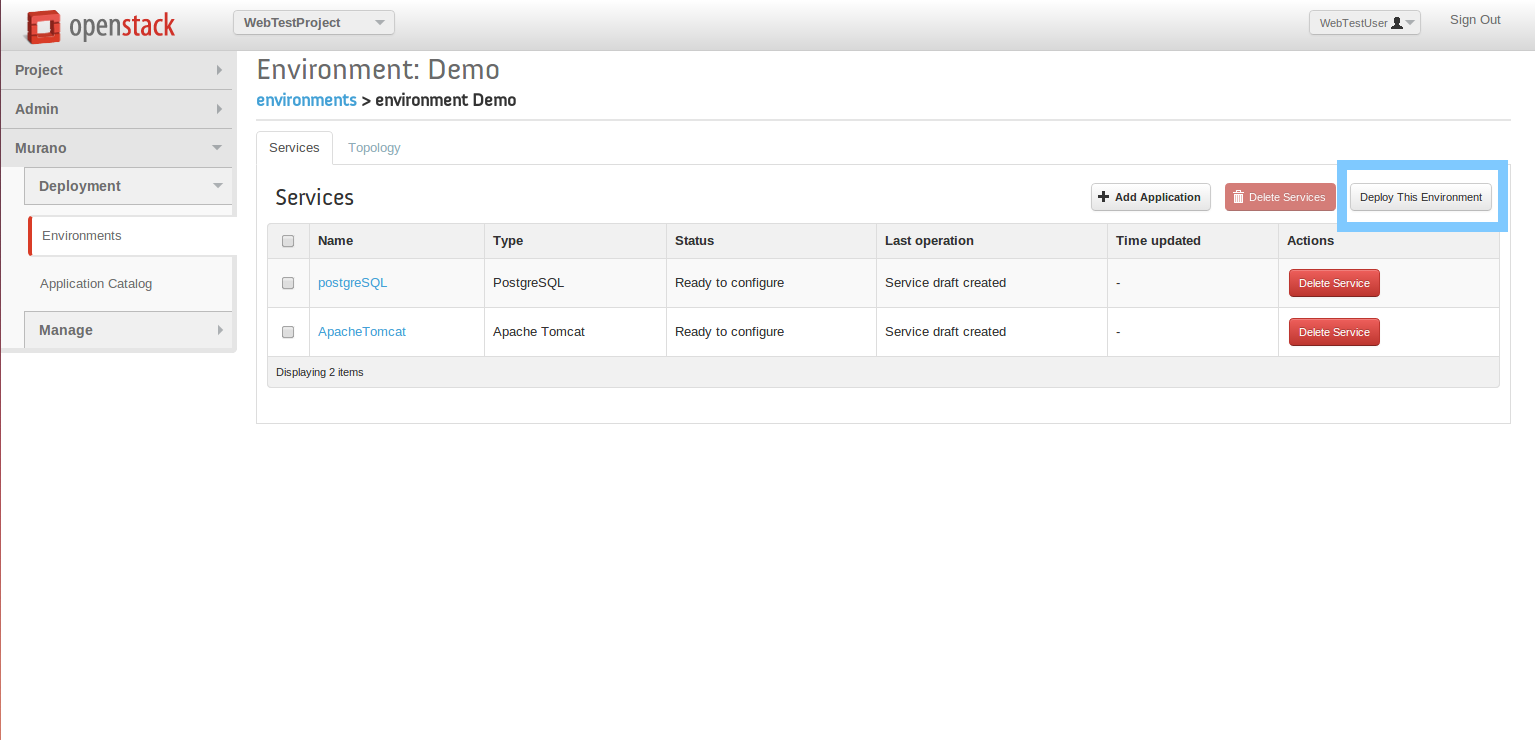 openstack
WebTestProject
WebTestUser
Sign Out
Project
Admin
Murano
Deployment
Environments
Application Catalog
Manage
Environment: Demo
environments > environment Demo
Services Topology
Services
Add Application Delete Services Deploy This Environment
Name Type Status Last operation Time updated Actions
postgreSQL PostgreSQL Ready to configure Service draft created - Delete Service
ApacheTomcat Apache Tomcat Ready to configure Service draft created - Delete Service
Displaying 2 items